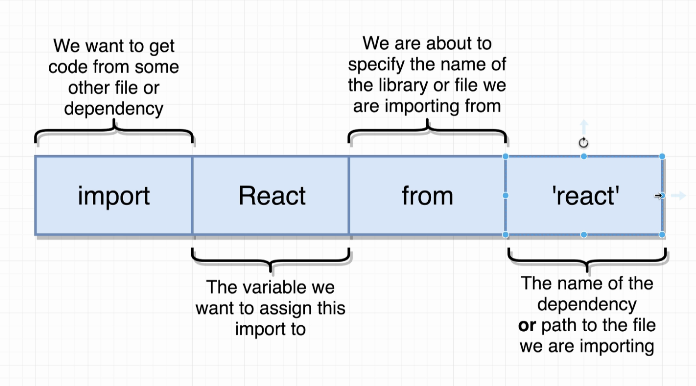 We want to get
code from some
other file or
dependency
We are about to
specify the name of
the library or file we
are importing from
import
React
from
'react'
The variable we
want to assign this
import to
The name of the
dependency
or path to the file
we are importing